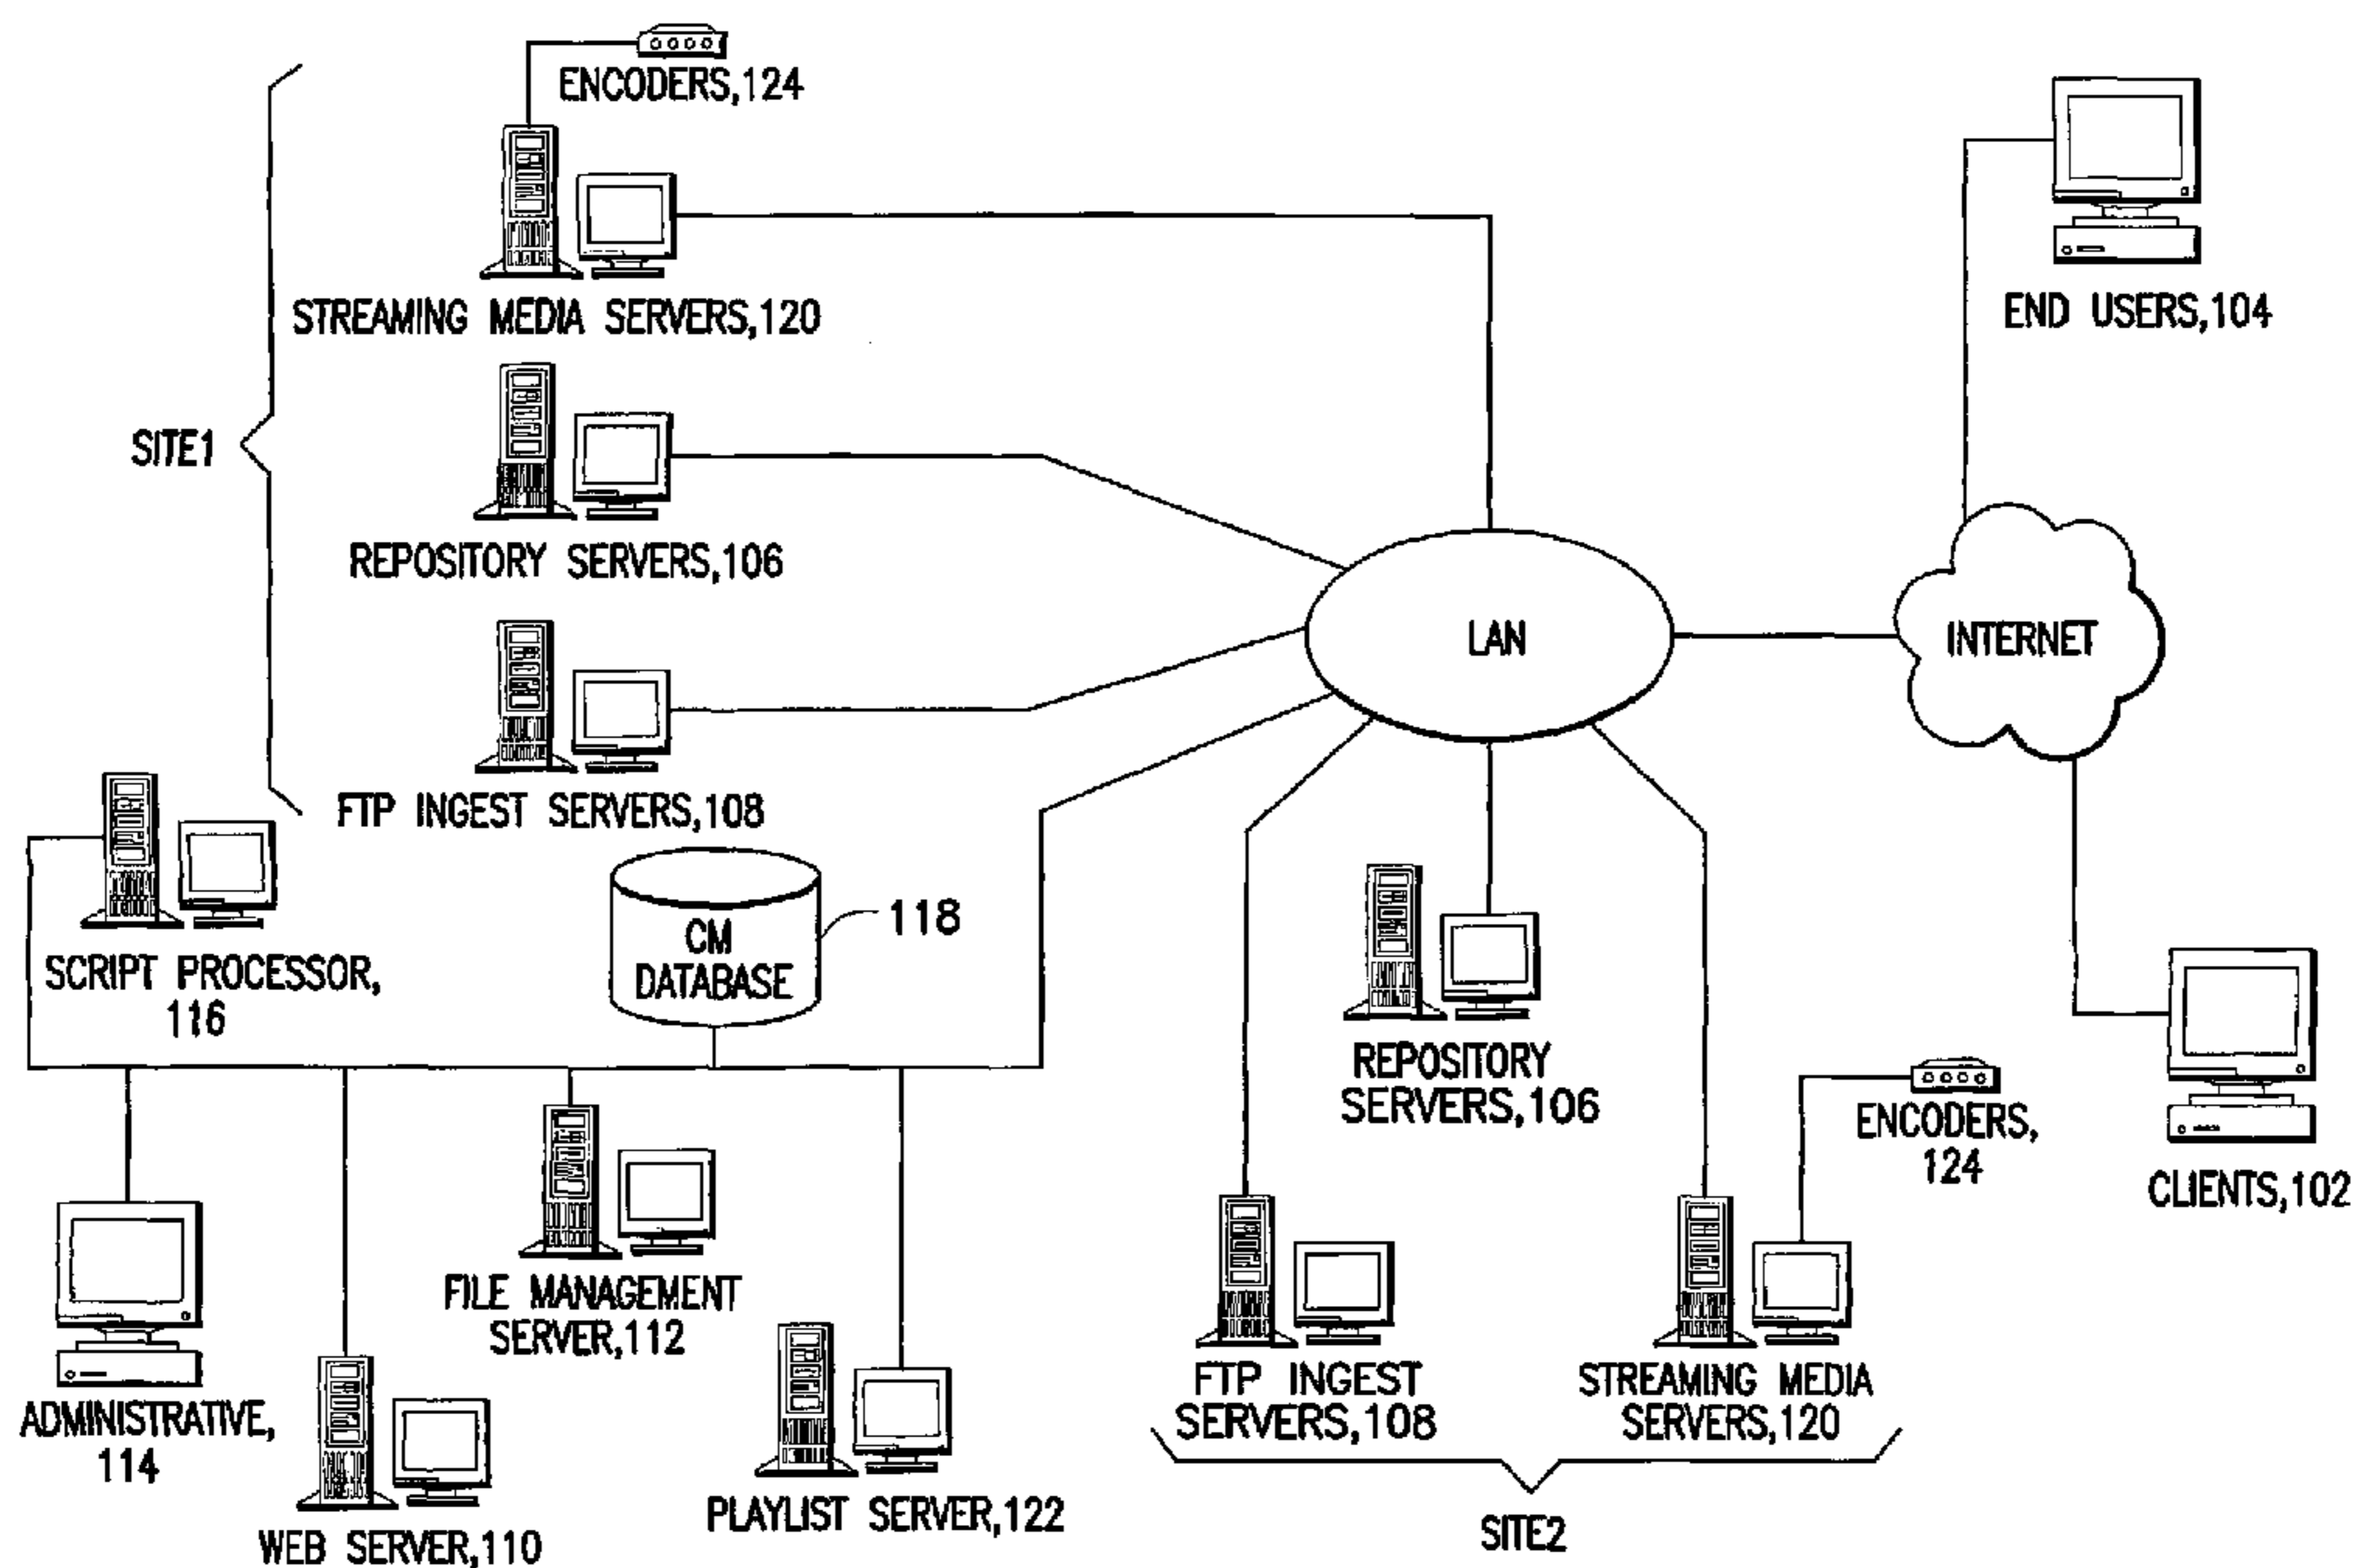 ENCODERS,124
STREAMING MEDIA SERVERS,120
END USERS,104
SITE1
REPOSITORY SERVERS,106
LAN
INTERNET
FTP INGEST SERVERS,108
CM
DATABASE
118
SCRIPT PROCESSOR,
116
REPOSITORY
SERVERS,106
ENCODERS,
124
CLIENTS,102
FILE MANAGEMENT
SERVER,112
ADMINISTRATIVE,
114
FTP INGEST
SERVERS,108
STREAMING MEDIA
SERVERS,120
PLAYLIST SERVER,122
WEB SERVER,110
SITE2